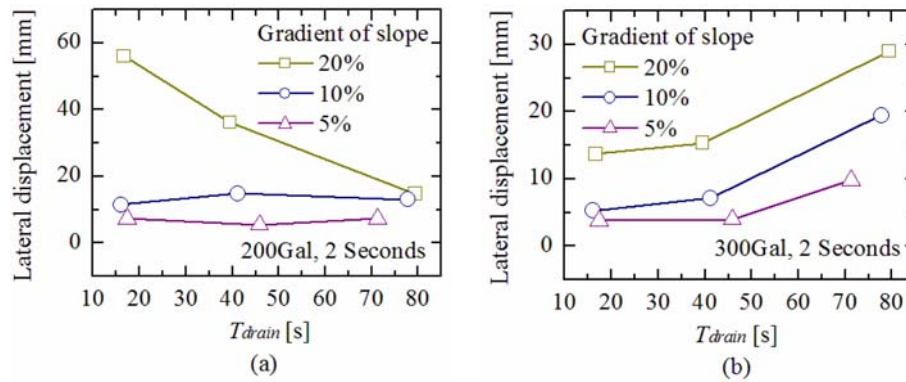 Lateral displacement [mm]
60
40
20
0
Gradient of slope
20%
10%
5%
200Gal, 2 Seconds
10 20 30 40 50 60 70 80
Tdrain [s]
(a)
Lateral displacement [mm]
30
20
10
0
Gradient of slope
20%
10%
5%
300Gal, 2 Seconds
10 20 30 40 50 60 70 80
Tdrain [s]
(b)